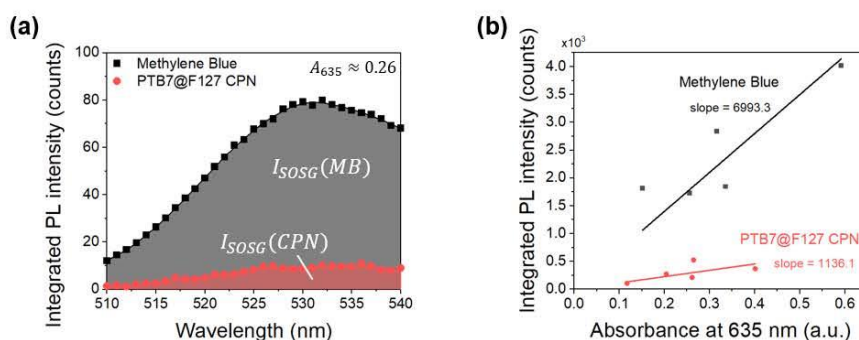 (a)
Integrated PL intensity (counts)
100
80
60
40
20
0
Methylene Blue
PTB7@F127 CPN
A635 ≈ 0.26
ISOSG(MB)
ISOSG(CPN)
510 515 520 525 530 535 540
Wavelength (nm)
(b)
Integrated PL intensity (counts)
×10³
4.0
3.5
3.0
2.5
2.0
1.5
1.0
0.5
0.0
Methylene Blue
slope = 6993.3
PTB7@F127 CPN
slope = 1136.1
0.0 0.1 0.2 0.3 0.4 0.5 0.6
Absorbance at 635 nm (a.u.)